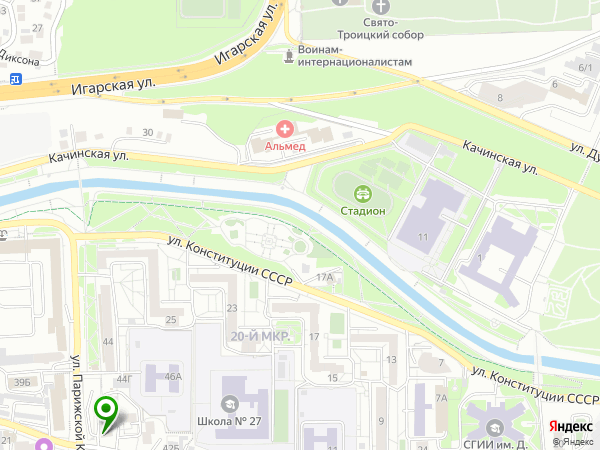 Игарская ул.
Свято-
Троицкий собор
Диксона
27
Воинам-
интернационалистам
Игарская ул.
6
6/1
8
30
Альмед
Качинская ул.
Качинская ул.
ул. Ду
Стадион
11
1
ул. Конституции СССР
17А
23
25
20-Й МКР.
17
13
7
39Б
44Г
46А
15
ул. Конституции СССР
7А
9
ул. Парижской К
Школа № 27
21
42Б
СГИИ им. Д.
Яндекс